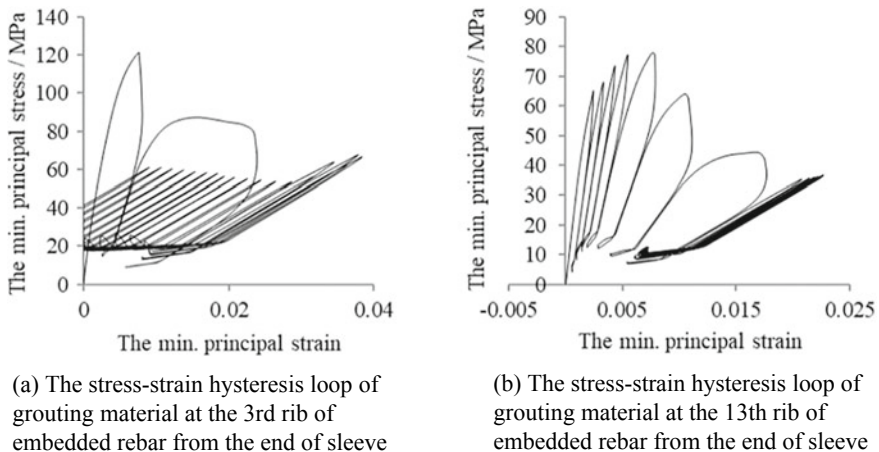 The min. principal stress / MPa
140
120
100
80
60
40
20
0
0
0.02
0.04
The min. principal strain
(a) The stress-strain hysteresis loop of
grouting material at the 3rd rib of
embedded rebar from the end of sleeve
The min. principal stress / MPa
90
80
70
60
50
40
30
20
10
0
-0.005
0.005
0.015
0.025
The min. principal strain
(b) The stress-strain hysteresis loop of
grouting material at the 13th rib of
embedded rebar from the end of sleeve